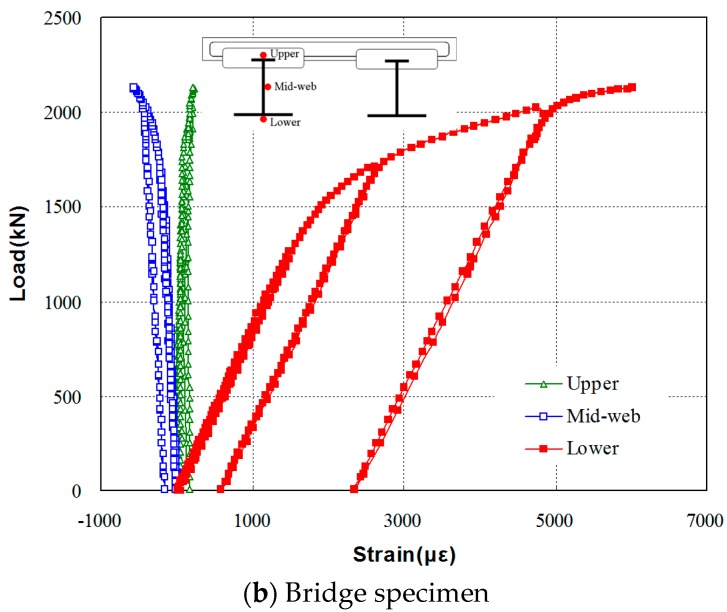 2500
2000
1500
1000
500
0
Load(kN)
Upper
Mid-web
Lower
Upper
Mid-web
Lower
-1000
1000
3000
5000
7000
Strain(με)
(b) Bridge specimen